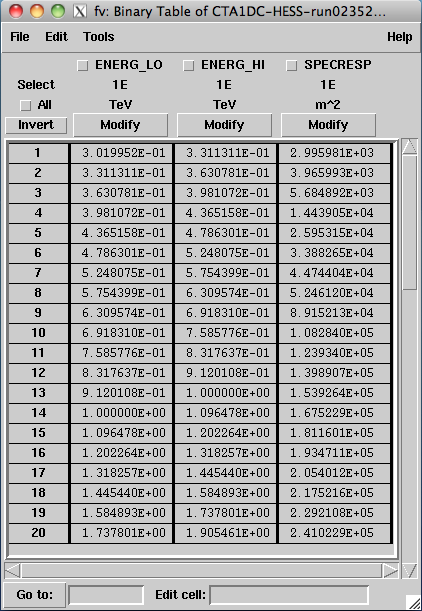 fv: Binary Table of CTA1DC-HESS-run02352...
File Edit Tools Help
ENERG_LO ENERG_HI SPECRESP
Select 1E 1E 1E
All TeV TeV m^2
Invert Modify Modify Modify
1 3.019952E-01 3.311311E-01 2.995981E+03
2 3.311311E-01 3.630781E-01 3.965993E+03
3 3.630781E-01 3.981072E-01 5.684892E+03
4 3.981072E-01 4.365158E-01 1.443905E+04
5 4.365158E-01 4.786301E-01 2.595315E+04
6 4.786301E-01 5.248075E-01 3.388265E+04
7 5.248075E-01 5.754399E-01 4.474404E+04
8 5.754399E-01 6.309574E-01 5.246120E+04
9 6.309574E-01 6.918310E-01 8.915213E+04
10 6.918310E-01 7.585776E-01 1.082840E+05
11 7.585776E-01 8.317637E-01 1.239340E+05
12 8.317637E-01 9.120108E-01 1.398907E+05
13 9.120108E-01 1.000000E+00 1.539264E+05
14 1.000000E+00 1.096478E+00 1.675229E+05
15 1.096478E+00 1.202264E+00 1.811601E+05
16 1.202264E+00 1.318257E+00 1.934711E+05
17 1.318257E+00 1.445440E+00 2.054012E+05
18 1.445440E+00 1.584893E+00 2.175216E+05
19 1.584893E+00 1.737801E+00 2.292108E+05
20 1.737801E+00 1.905461E+00 2.410229E+05
Go to: Edit cell: